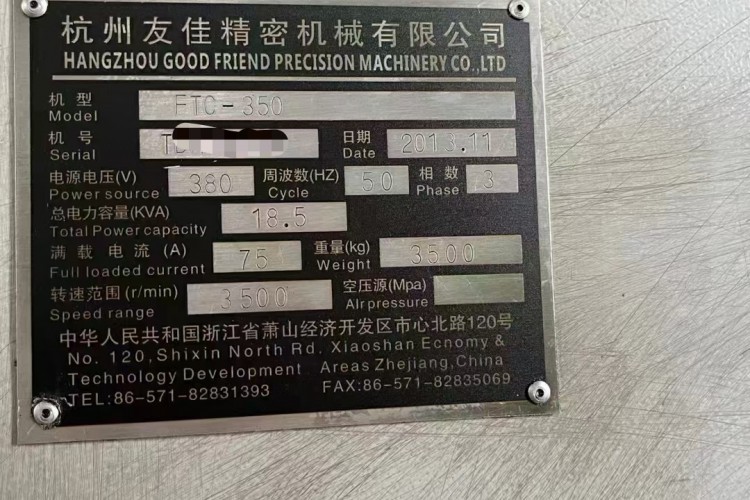 杭州友佳精密机械有限公司
HANGZHOU GOOD FRIEND PRECISION MACHINERY CO.,LTD
机型 FTC-350
Model
机号
Serial
日期 2013.11
Date
电源电压(V) 380 周波数(HZ) 50 相数 3
Power source Cycle Phase
总电力容量(KVA) 18.5
Total Power capacity
满载电流(A) 75 重量(kg) 3500
Full loaded current Weight
转速范围(r/min) 3500 空压源(Mpa)
Speed range Alr pressure
中华人民共和国浙江省萧山经济开发区市心北路120号
No. 120,Shixin North Rd. Xiaoshan Ecnomy &
Technology Development Areas Zhejiang,China
TEL:86-571-82831393 FAX:86-571-82835069